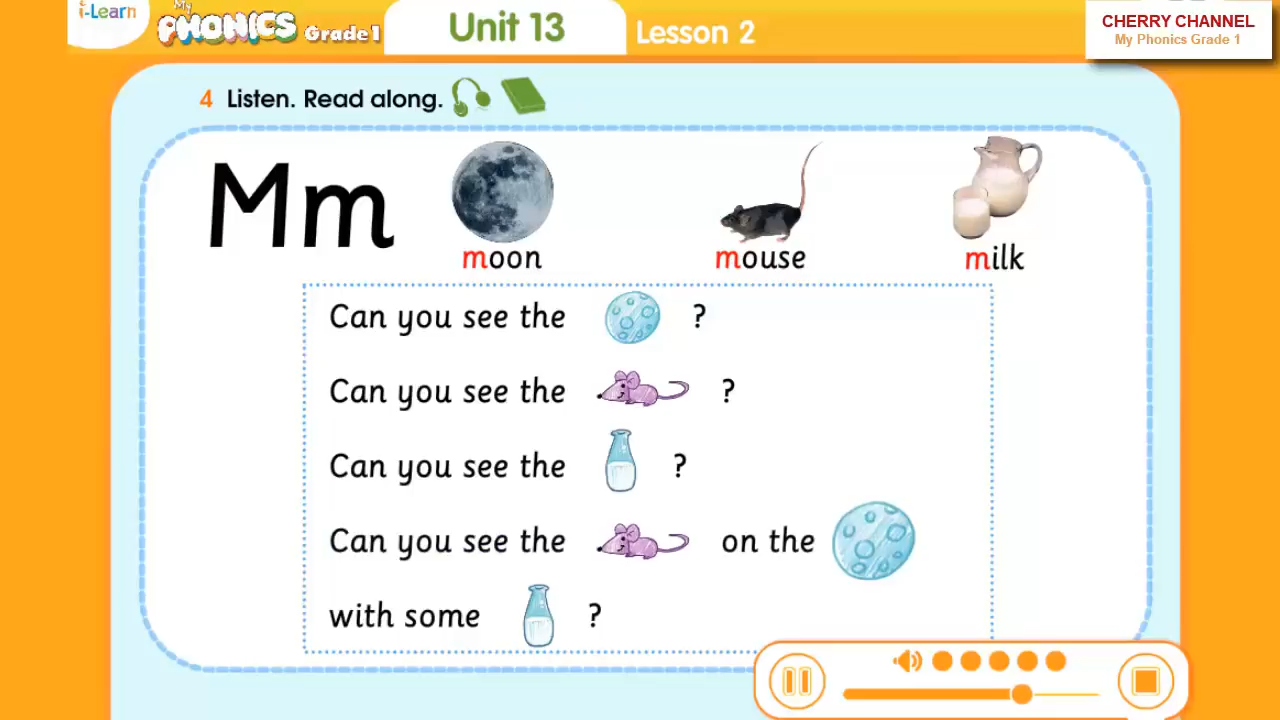 i-Learn
My
PHONICS Grade 1
Unit 13
Lesson 2
CHERRY CHANNEL
My Phonics Grade 1
4 Listen. Read along.
Mm
moon
mouse
milk
Can you see the ?
Can you see the ?
Can you see the ?
Can you see the on the
with some ?